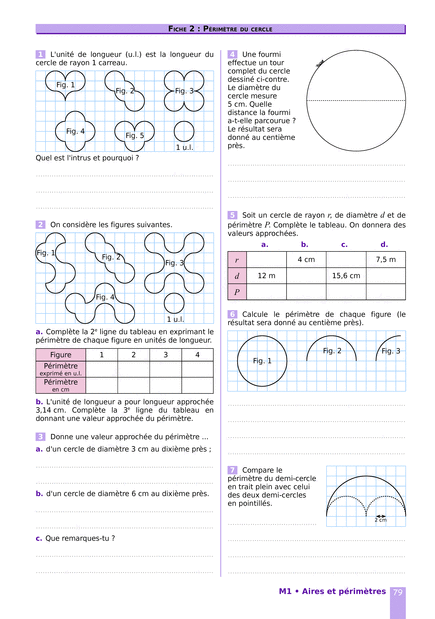 FICHE 2 : PÉRIMÈTRE DU CERCLE
1 L'unité de longueur (u.l.) est la longueur du
cercle de rayon 1 carreau.
Fig. 1
Fig. 2
Fig. 3
Fig. 4
Fig. 5
1 u.l.
Quel est l'intrus et pourquoi ?
2 On considère les figures suivantes.
Fig. 1
Fig. 2
Fig. 3
Fig. 4
1 u.l.
a. Complète la 2e ligne du tableau en exprimant le
périmètre de chaque figure en unités de longueur.
Figure 1 2 3 4
Périmètre
exprimé en u.l.
Périmètre
en cm
b. L'unité de longueur a pour longueur approchée
3,14 cm. Complète la 3e ligne du tableau en
donnant une valeur approchée du périmètre.
3 Donne une valeur approchée du périmètre ...
a. d'un cercle de diamètre 3 cm au dixième près ;
b. d'un cercle de diamètre 6 cm au dixième près.
c. Que remarques-tu ?
4 Une fourmi
effectue un tour
complet du cercle
dessiné ci-contre.
Le diamètre du
cercle mesure
5 cm. Quelle
distance la fourmi
a-t-elle parcourue ?
Le résultat sera
donné au centième
près.
5 Soit un cercle de rayon r, de diamètre d et de
périmètre P. Complète le tableau. On donnera des
valeurs approchées.
a. b. c. d.
r 4 cm 7,5 m
d 12 m 15,6 cm
P
6 Calcule le périmètre de chaque figure (le
résultat sera donné au centième près).
Fig. 1
Fig. 2
Fig. 3
7 Compare le
périmètre du demi-cercle
en trait plein avec celui
des deux demi-cercles
en pointillés.
2 cm
M1 • Aires et périmètres 79